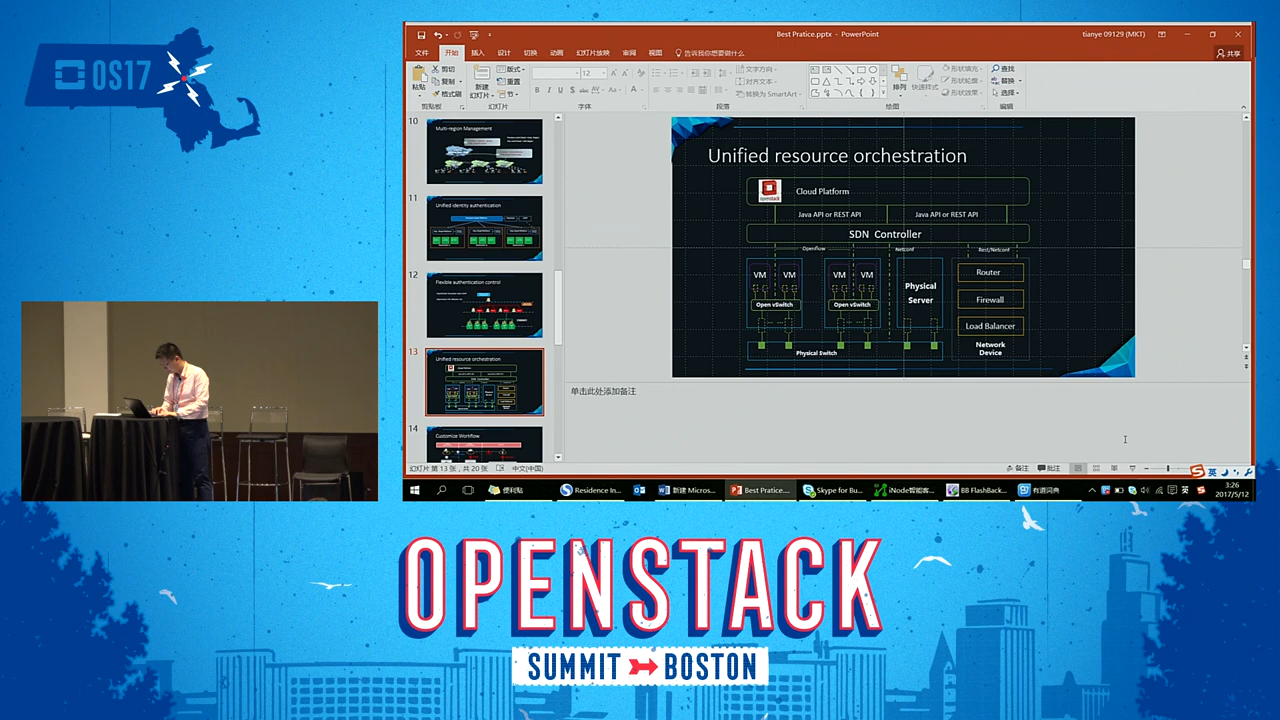 OS17
Best Pratice.pptx - PowerPoint
tianye 09129 (MKT)
文件
开始
插入
设计
切换
动画
幻灯片放映
审阅
视图
告诉我你想要做什么
共享
粘贴
剪切
复制
格式刷
剪贴板
新建
幻灯片
版式
重置
节
幻灯片
12
字体
文字方向
对齐文本
转换为 SmartArt
段落
排列
快速样式
形状填充
形状轮廓
形状效果
绘图
查找
替换
选择
编辑
10
Multi-region Management
11
Unified identity authentication
12
Flexible authentication control
13
Unified resource orchestration
14
Customize Workflow
Unified resource orchestration
openstack
Cloud Platform
Java API or REST API
Java API or REST API
SDN Controller
Openflow
Netconf
Rest/Netconf
VM
VM
VM
VM
Open vSwitch
Open vSwitch
Physical
Server
Router
Firewall
Load Balancer
Network
Device
Physical Switch
单击此处添加备注
幻灯片 第 13 张，共 20 张
中文(中国)
备注
批注
英
便利贴
Residence In...
新建 Micros...
Best Pratice....
Skype for Bu...
iNode智能客...
BB FlashBack...
有道词典
英
3:26
2017/5/12
OPENSTACK
SUMMIT BOSTON